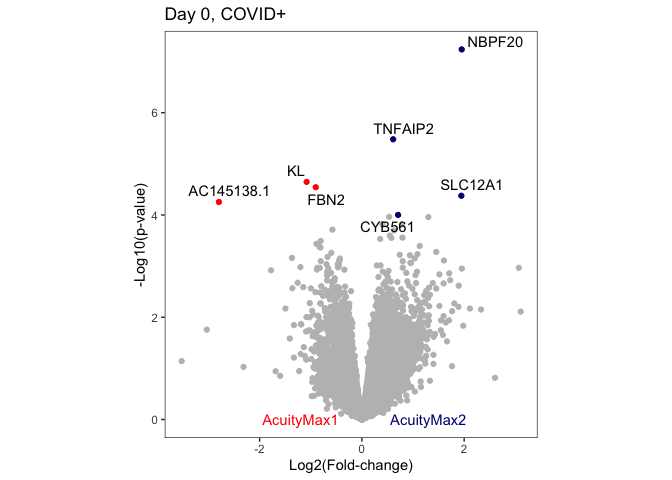 Day 0, COVID+
NBPF20
TNFAIP2
KL
SLC12A1
AC145138.1
FBN2
CYB561
6
4
2
0
-Log10(p-value)
AcuityMax1 AcuityMax2
-2 0 2
Log2(Fold-change)